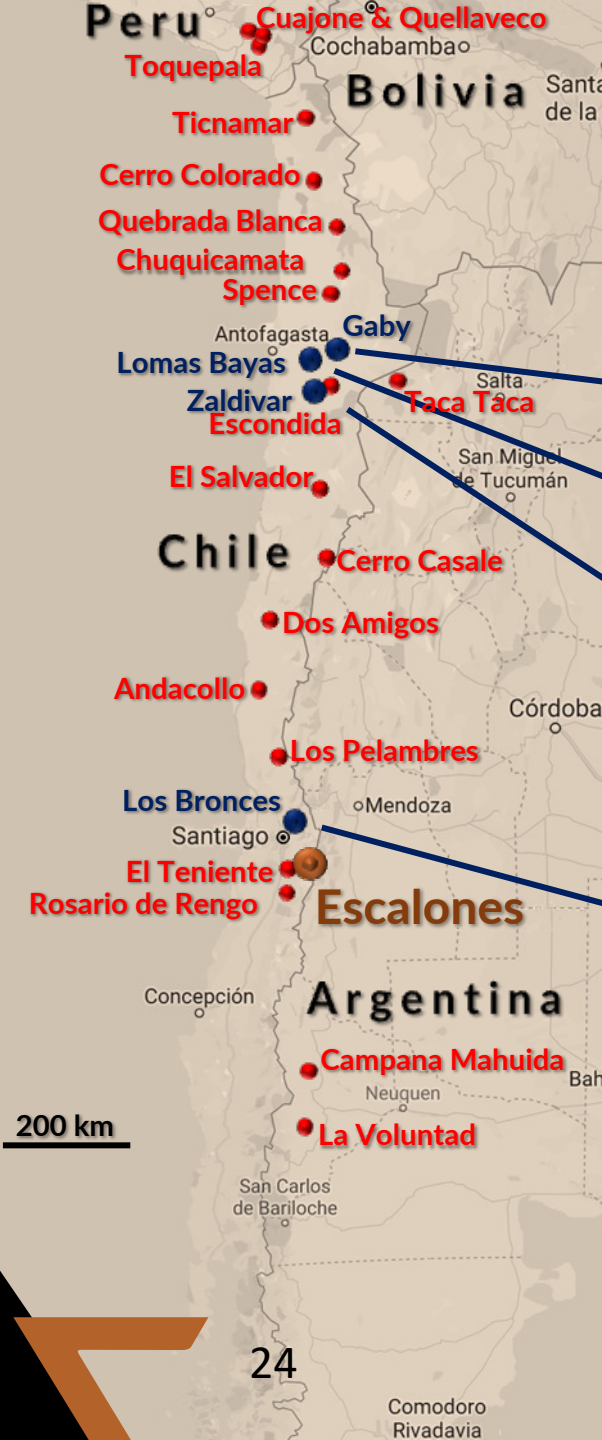 Peru
Cuajone & Quellaveco
Cochabamba
Toquepala
Bolivia
Santa
de la
Ticnamar
Cerro Colorado
Quebrada Blanca
Chuquicamata
Spence
Antofagasta
Gaby
Lomas Bayas
Zaldivar
Escondida
Salta
Taca Taca
San Miguel
de Tucumán
El Salvador
Chile
Cerro Casale
Dos Amigos
Andacollo
Córdoba
Los Pelambres
Los Bronces
Mendoza
Santiago
El Teniente
Rosario de Rengo
Escalones
Concepción
Argentina
Campana Mahuida
Bah
Neuquen
200 km
La Voluntad
San Carlos
de Bariloche
24
Comodoro
Rivadavia